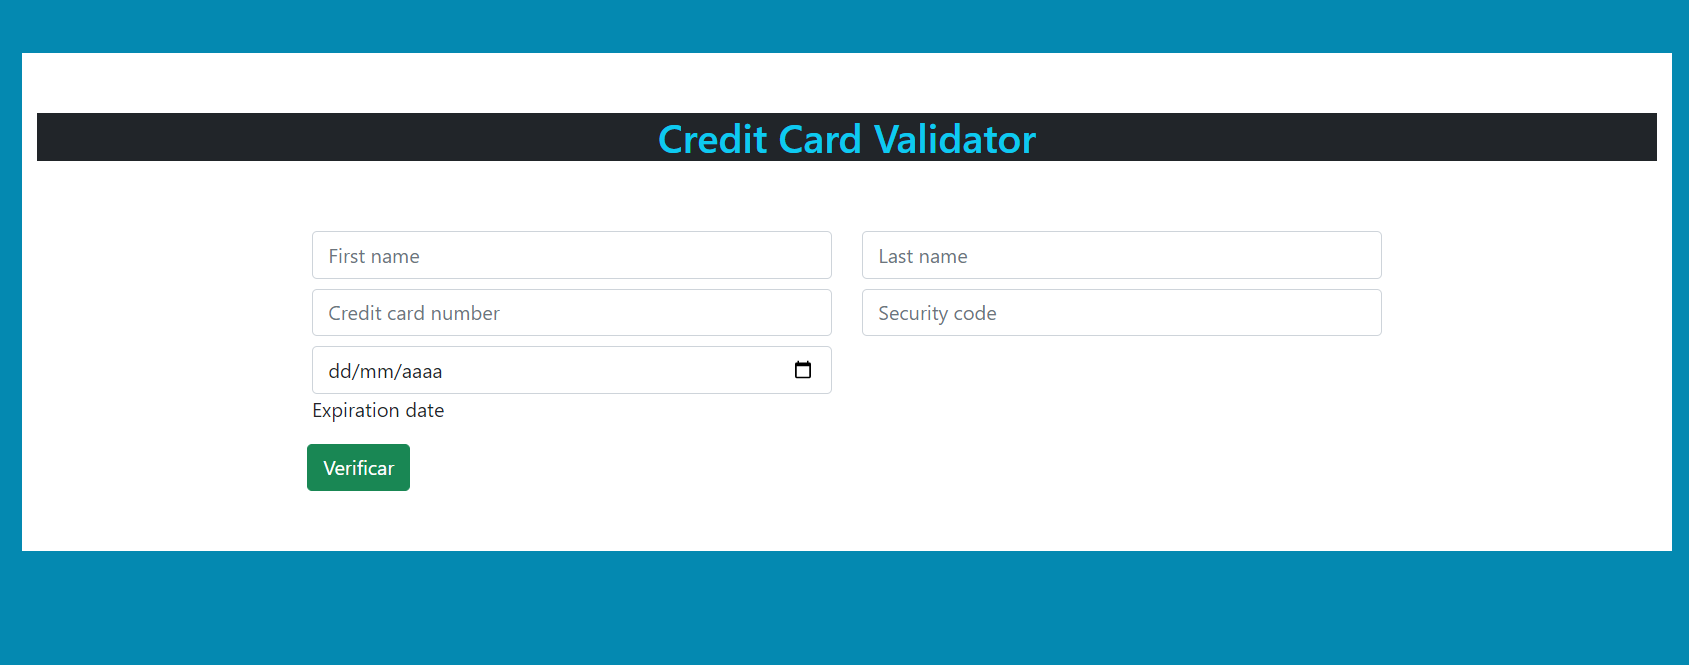 Credit Card Validator
First name
Last name
Credit card number
Security code
dd/mm/aaaa
Expiration date
Verificar